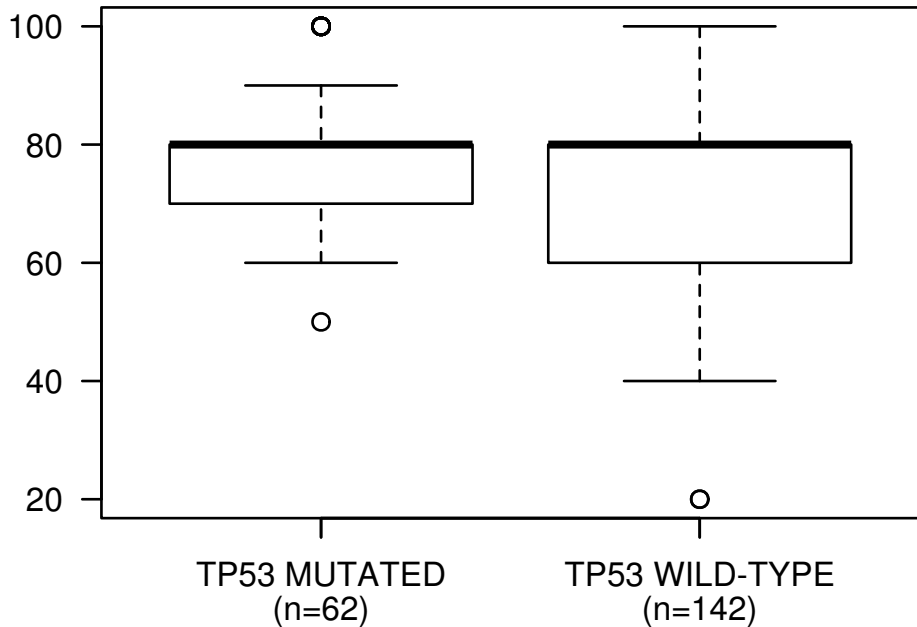 100
80
60
40
20
TP53 MUTATED
(n=62)
TP53 WILD-TYPE
(n=142)